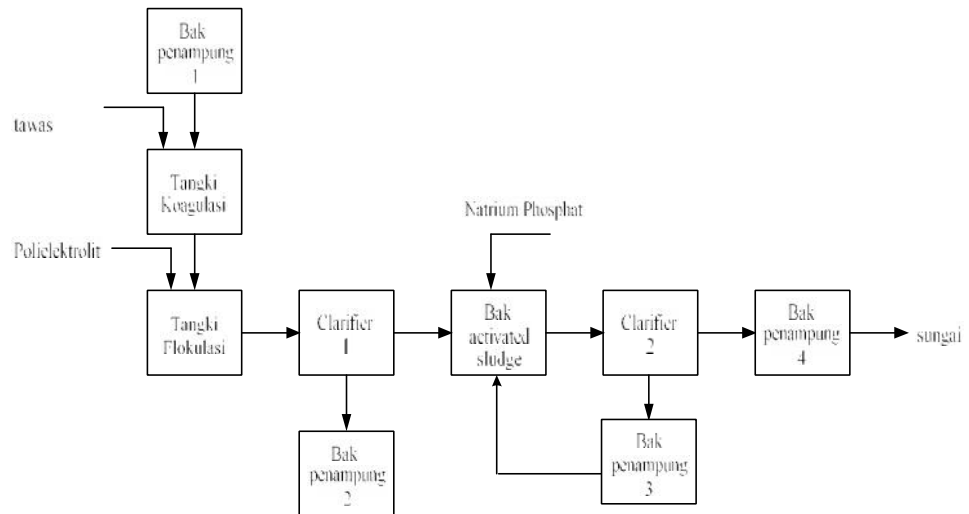 Bak
penampung
1
tawas
Tangki
Koagulasi
Natrium Phosphat
Polielektrolit
Tangki
Flokulasi
Clarifier
1
Bak
activated
sludge
Clarifier
2
Bak
penampung
4
sungai
Bak
penampung
2
Bak
penampung
3